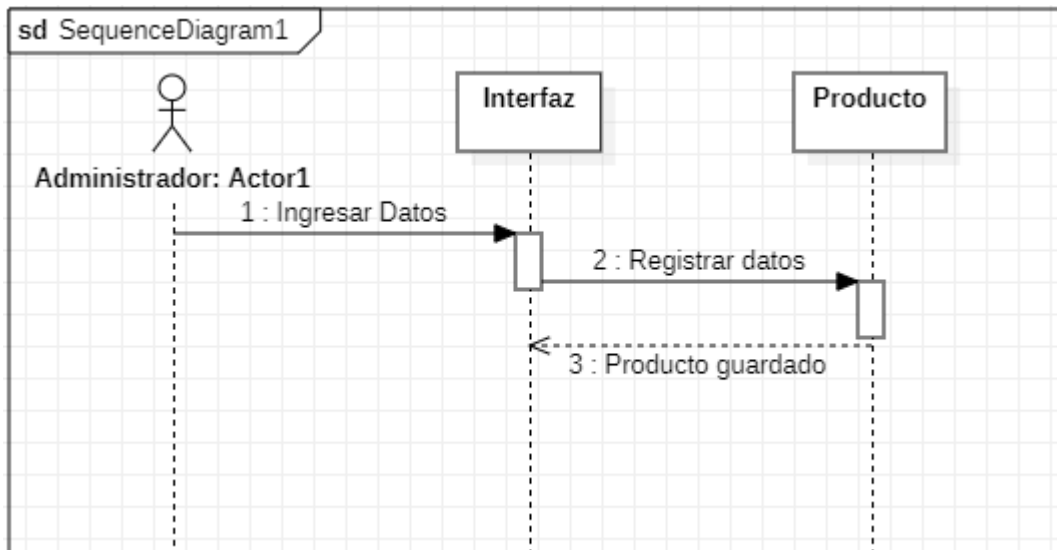 sd SequenceDiagram1
Interfaz
Producto
Administrador: Actor1
1 : Ingresar Datos
2 : Registrar datos
3 : Producto guardado